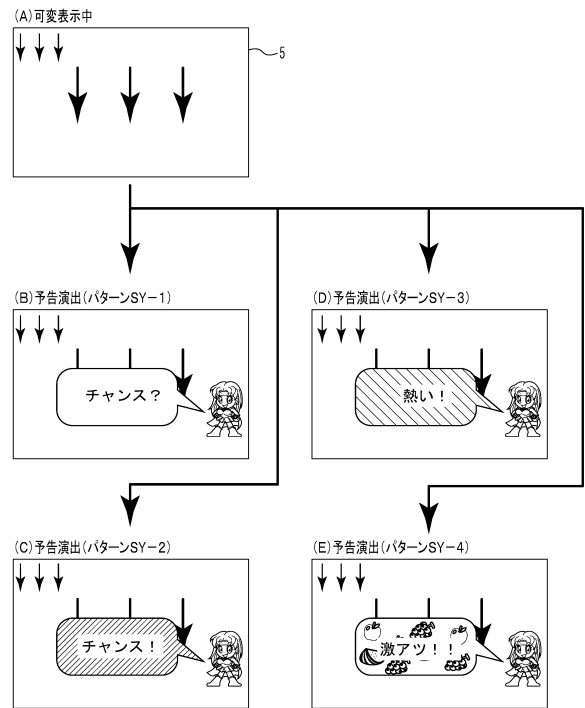 (A)可変表示中
5
(B)予告演出(パターンSY-1)
チャンス?
(D)予告演出(パターンSY-3)
熱い!
(C)予告演出(パターンSY-2)
チャンス!
(E)予告演出(パターンSY-4)
激アツ!!